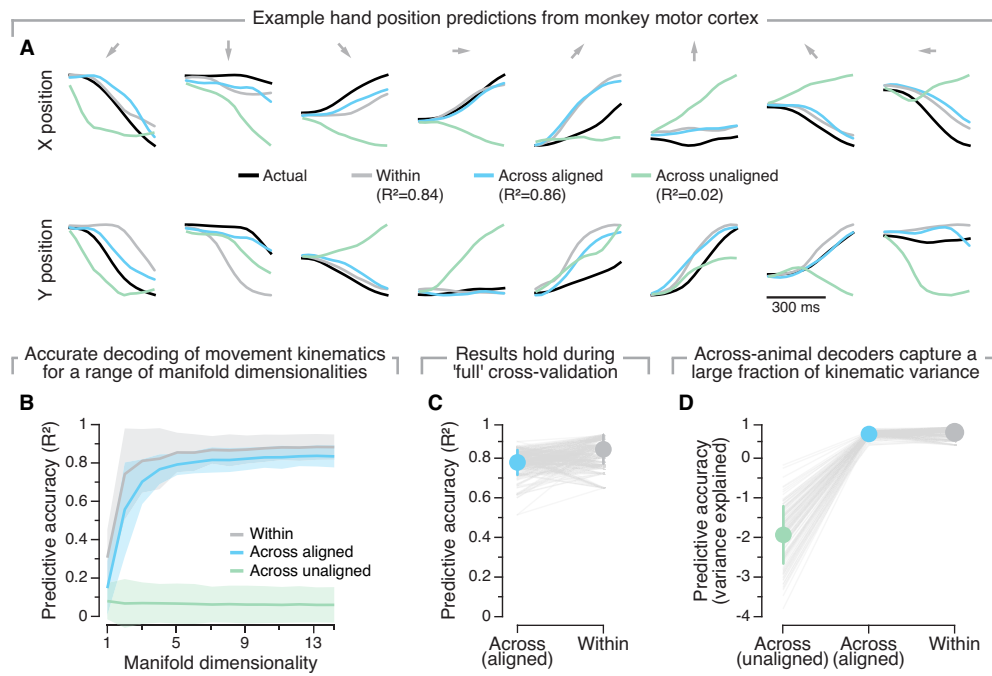 Example hand position predictions from monkey motor cortex
A
X position
Actual
Within
(R²=0.84)
Across aligned
(R²=0.86)
Across unaligned
(R²=0.02)
Y position
300 ms
Accurate decoding of movement kinematics
for a range of manifold dimensionalities
B
Predictive accuracy (R²)
1
0.8
0.6
0.4
0.2
0
Within
Across aligned
Across unaligned
1
5
9
13
Manifold dimensionality
Results hold during
'full' cross-validation
C
Predictive accuracy (R²)
1
0.8
0.6
0.4
0.2
0
Across
(aligned)
Within
Across-animal decoders capture a
large fraction of kinematic variance
D
Predictive accuracy
(variance explained)
1
0
-1
-2
-3
-4
Across
(unaligned)
Across
(aligned)
Within